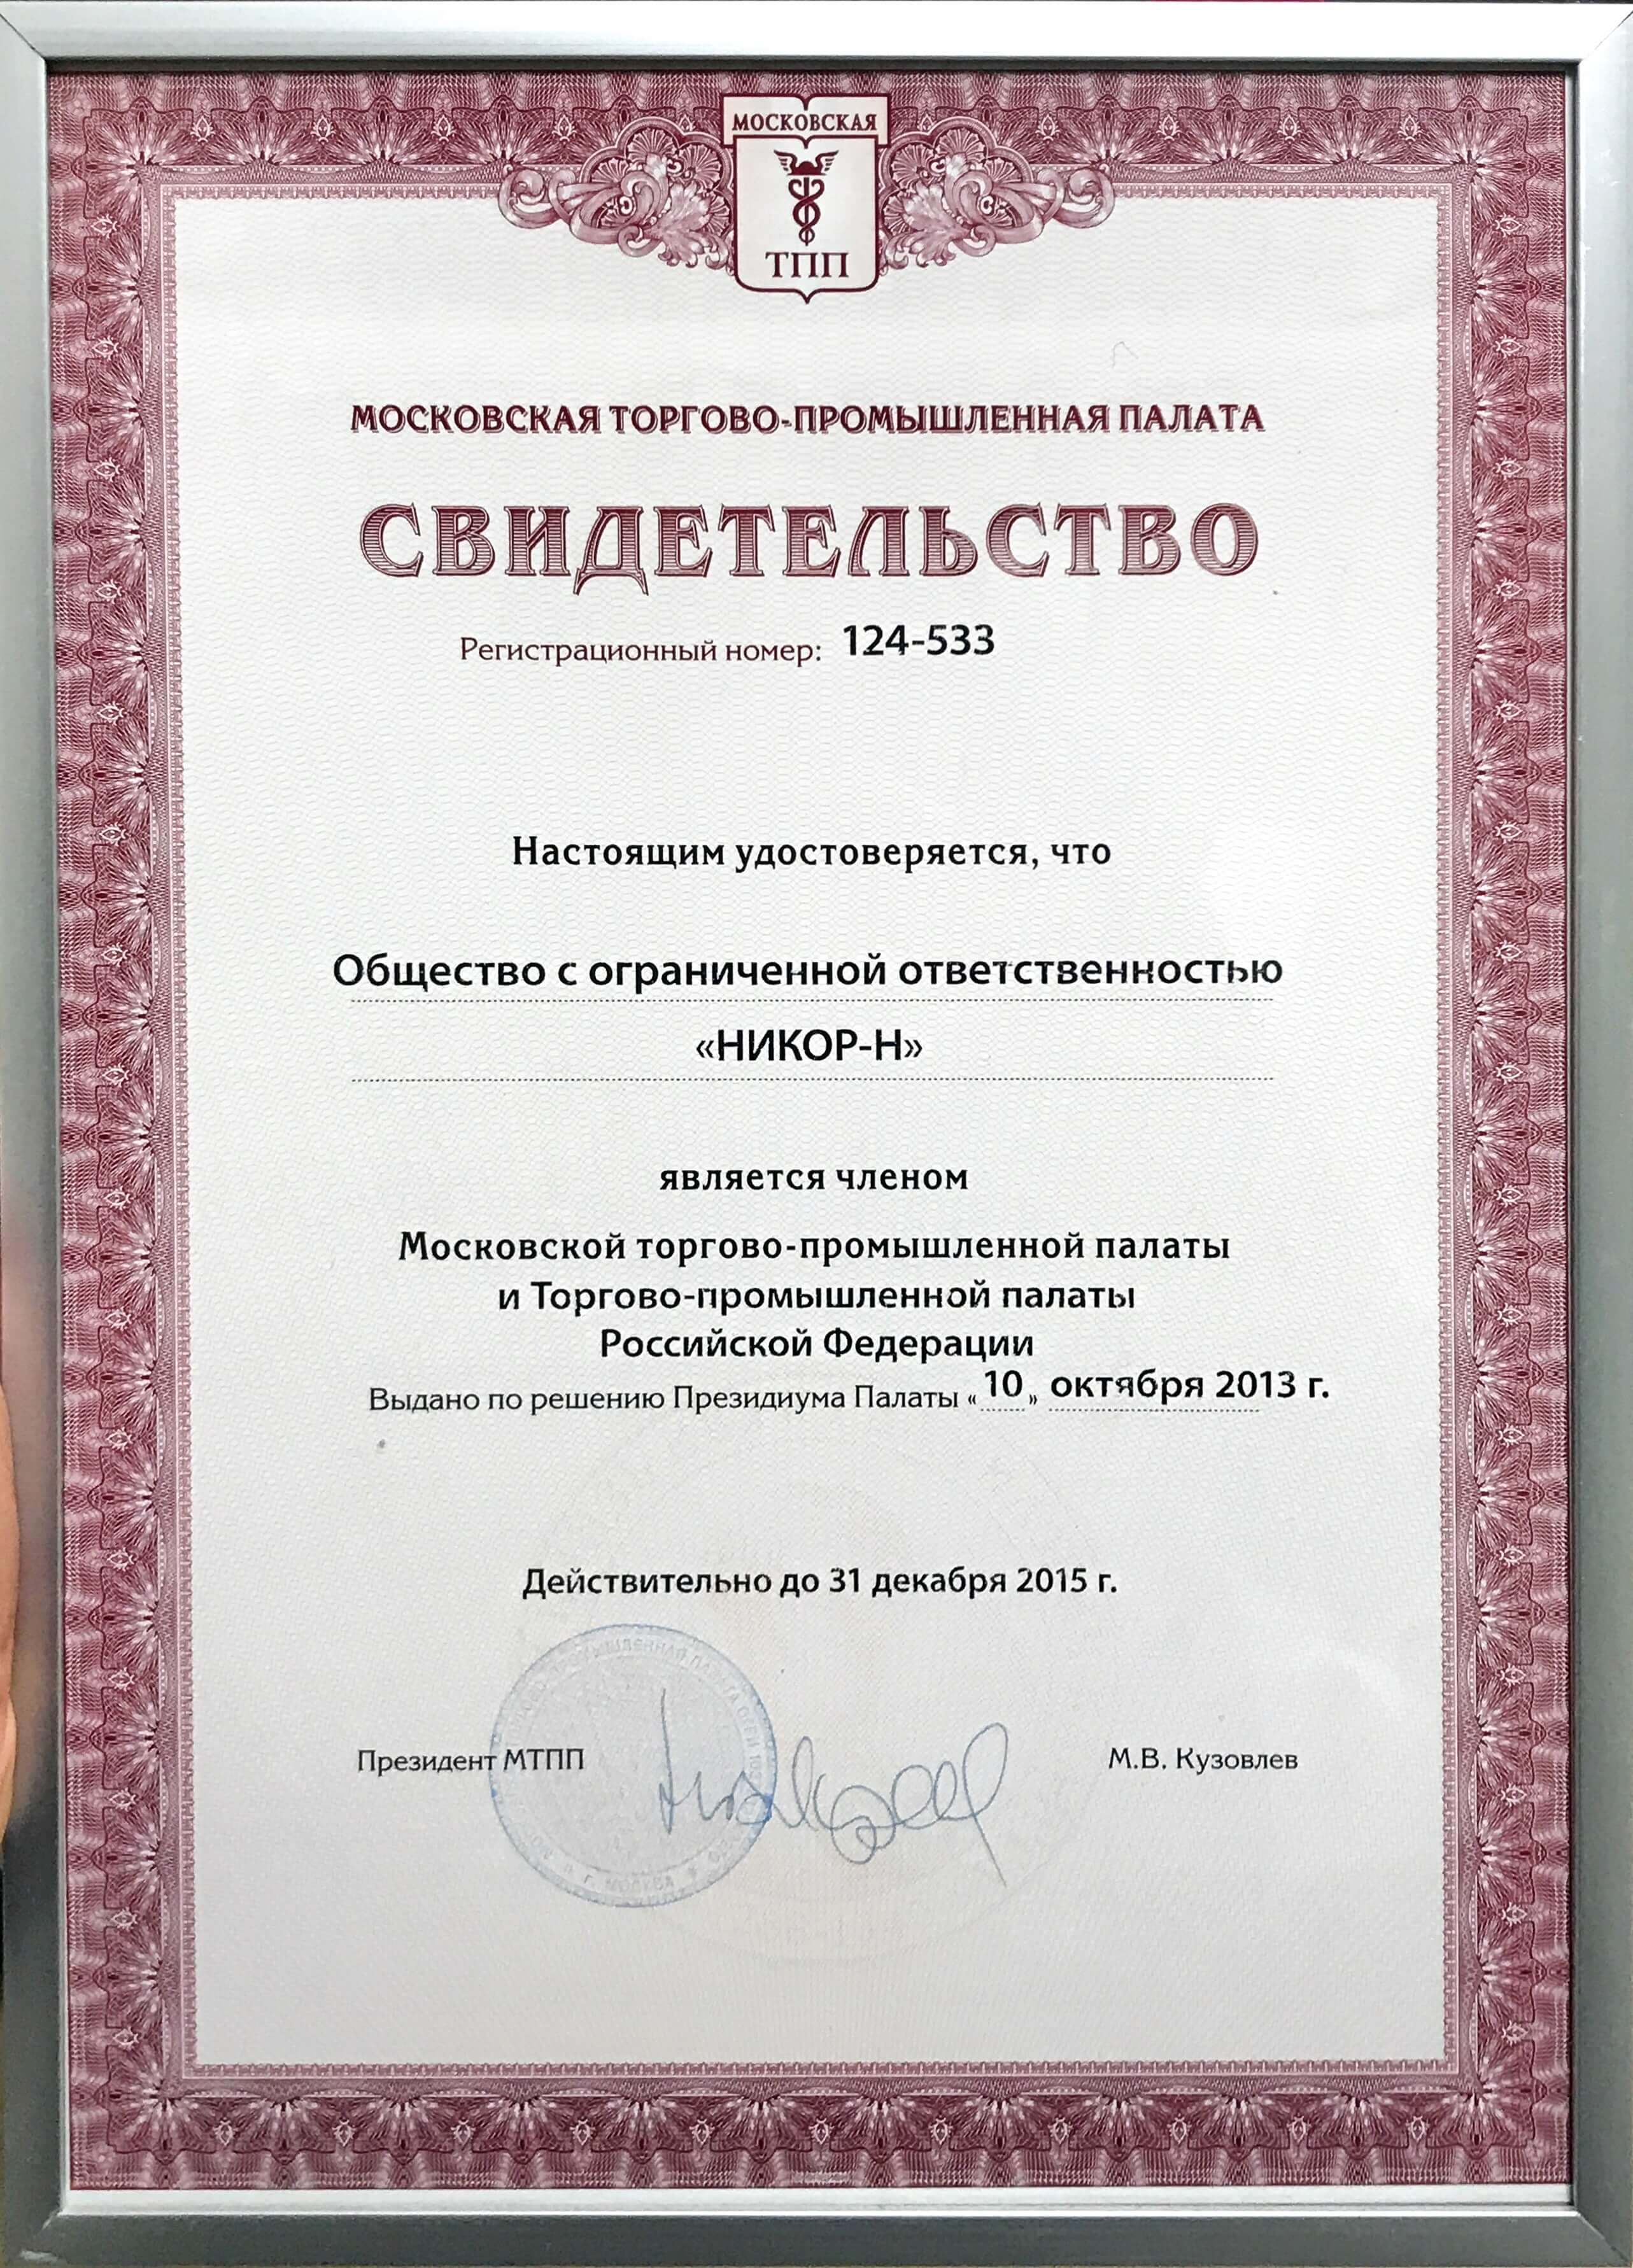 МОСКОВСКАЯ
ТПП
МОСКОВСКАЯ ТОРГОВО-ПРОМЫШЛЕННАЯ ПАЛАТА
СВИДЕТЕЛЬСТВО
Регистрационный номер: 124-533
Настоящим удостоверяется, что
Общество с ограниченной ответственностью
«НИКОР-Н»
является членом
Московской торгово-промышленной палаты
и Торгово-промышленной палаты
Российской Федерации
Выдано по решению Президиума Палаты «10» октября 2013 г.
Действительно до 31 декабря 2015 г.
Президент МТПП
М.В. Кузовлев
г. МОСКВА